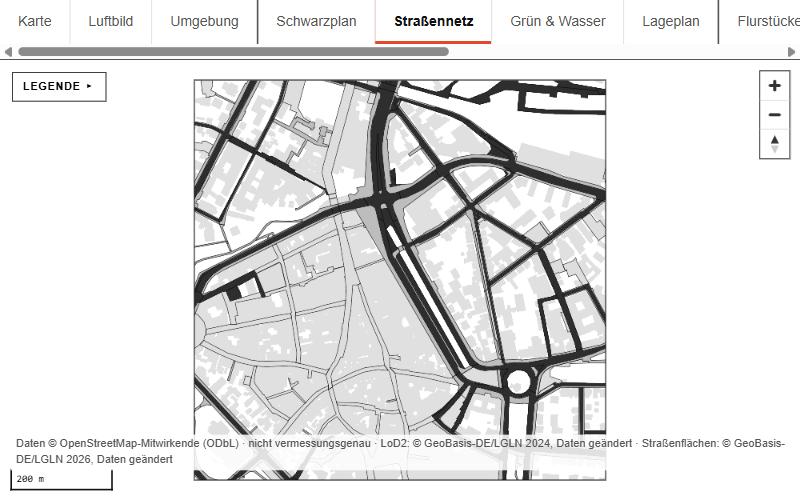 Karte
Luftbild
Umgebung
Schwarzplan
Straßennetz
Grün & Wasser
Lageplan
Flurstücke
LEGENDE
Daten © OpenStreetMap-Mitwirkende (ODbL) · nicht vermessungsgenau · LoD2: © GeoBasis-DE/LGLN 2024, Daten geändert · Straßenflächen: © GeoBasis-
DE/LGLN 2026, Daten geändert
200 m